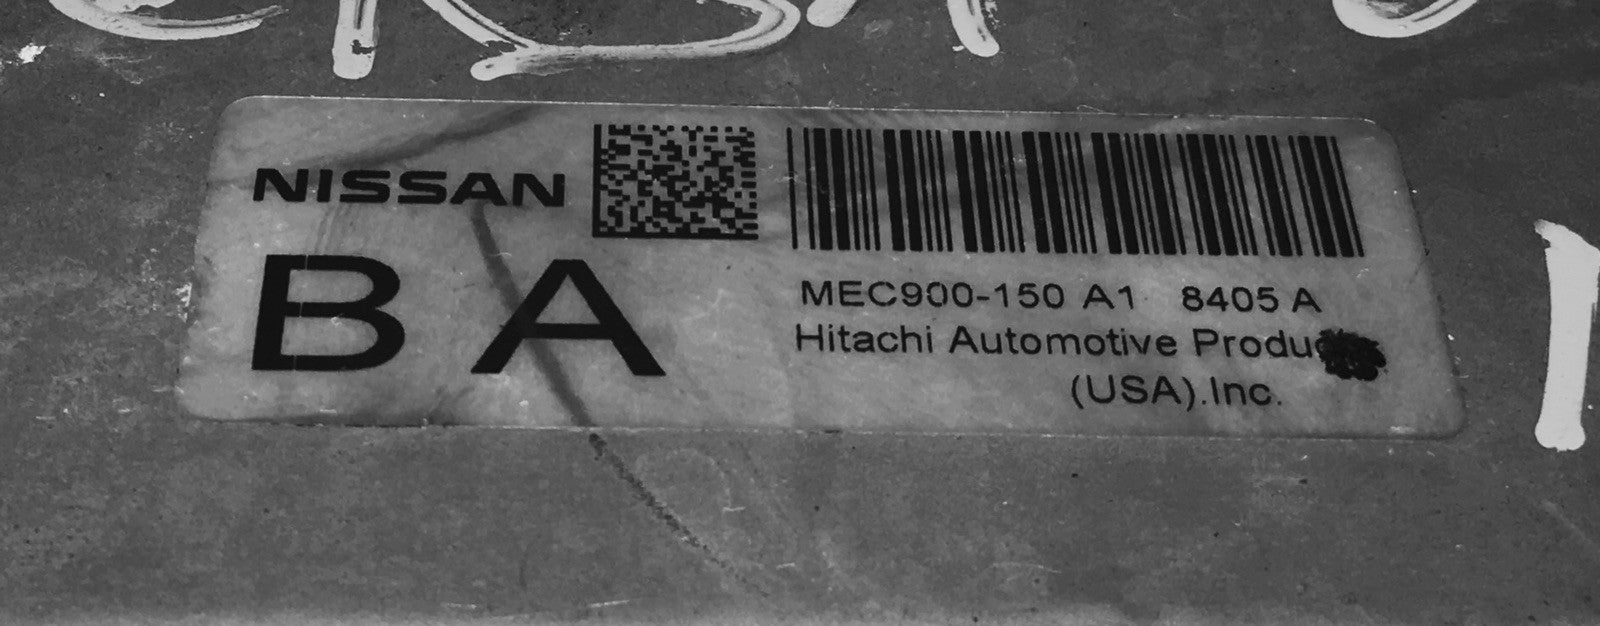 NISSAN
B A
MEC900-150 A1 8405 A
Hitachi Automotive
(USA).Inc.